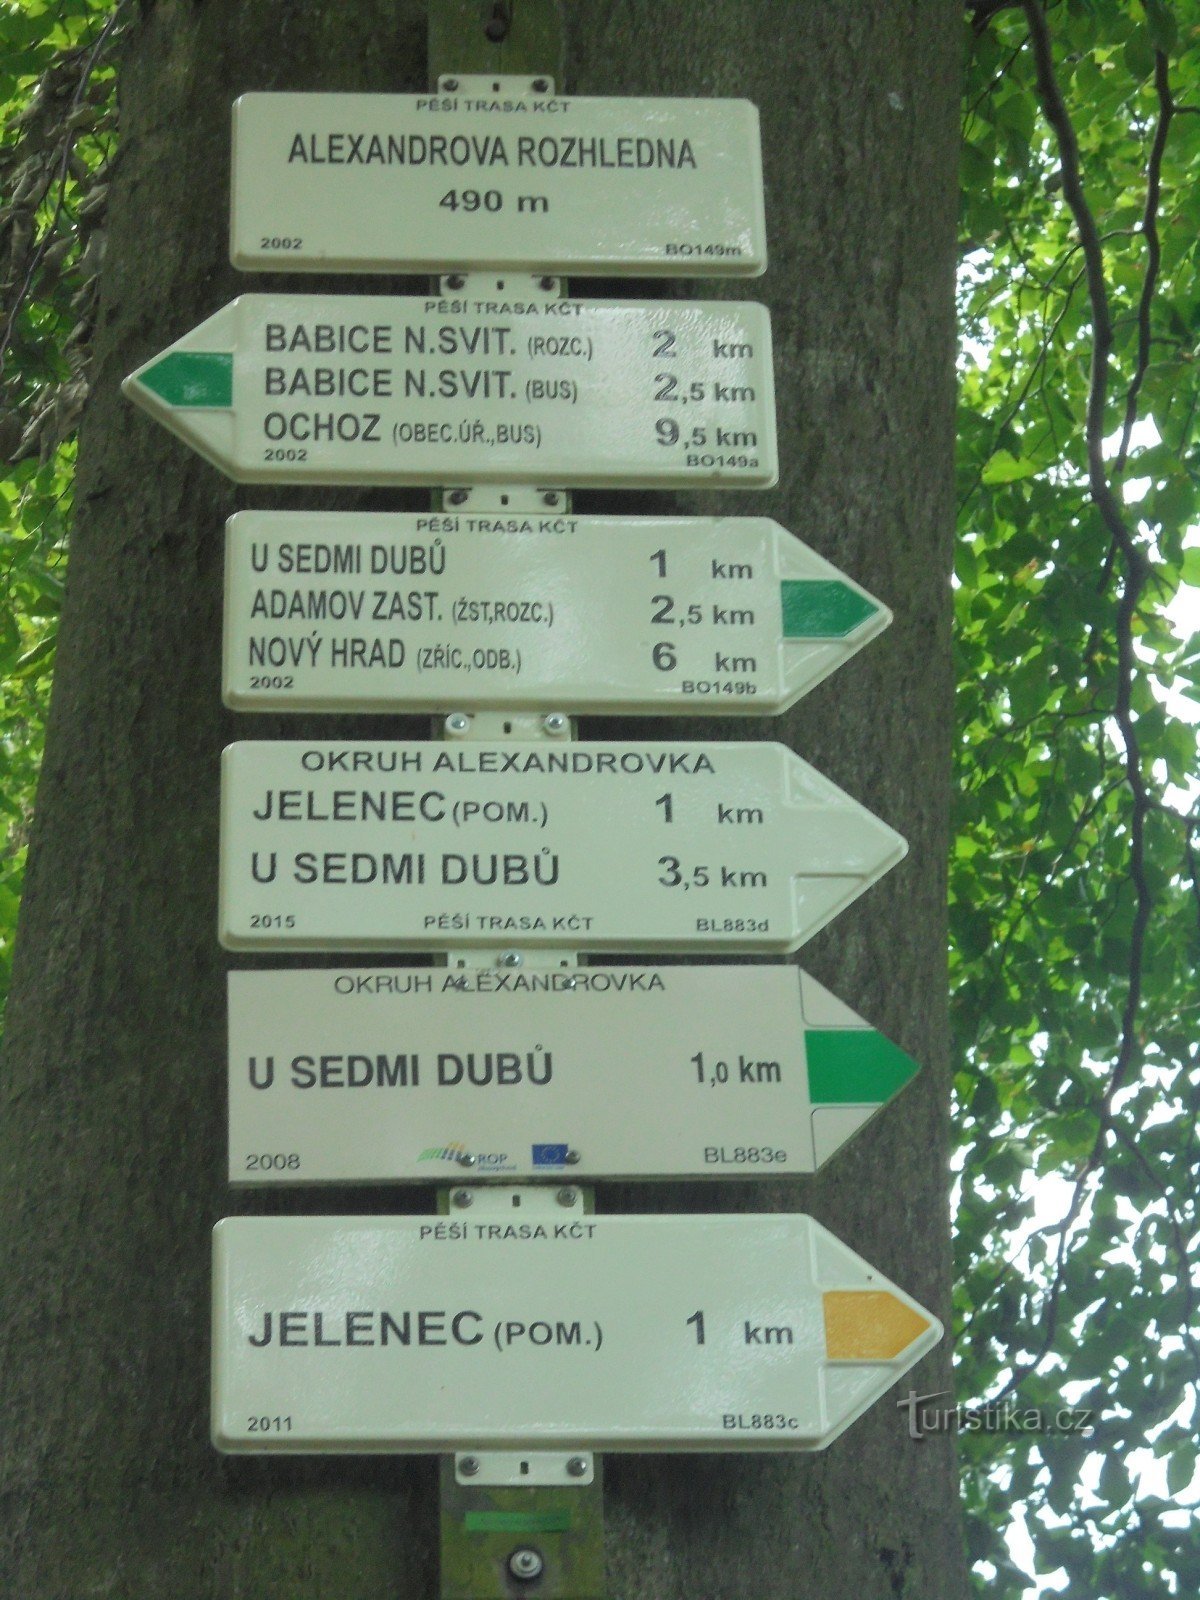 PĚŠÍ TRASA KČT
ALEXANDROVA ROZHLEDNA
490 m
2002 BO149m
PĚŠÍ TRASA KČT
BABICE N.SVIT. (ROZC.) 2 km
BABICE N.SVIT. (BUS) 2,5 km
OCHOZ (OBEC.ÚŘ.,BUS) 9,5 km
2002 BO149a
PĚŠÍ TRASA KČT
U SEDMI DUBŮ 1 km
ADAMOV ZAST. (ŽST,ROZC.) 2,5 km
NOVÝ HRAD (ZŘÍC.,ODB.) 6 km
2002 BO149b
OKRUH ALEXANDROVKA
JELENEC (POM.) 1 km
U SEDMI DUBŮ 3,5 km
2015 PĚŠÍ TRASA KČT BL883d
OKRUH ALEXANDROVKA
U SEDMI DUBŮ 1,0 km
2008 ROP BL883e
PĚŠÍ TRASA KČT
JELENEC (POM.) 1 km
2011 BL883c
Turistika.cz